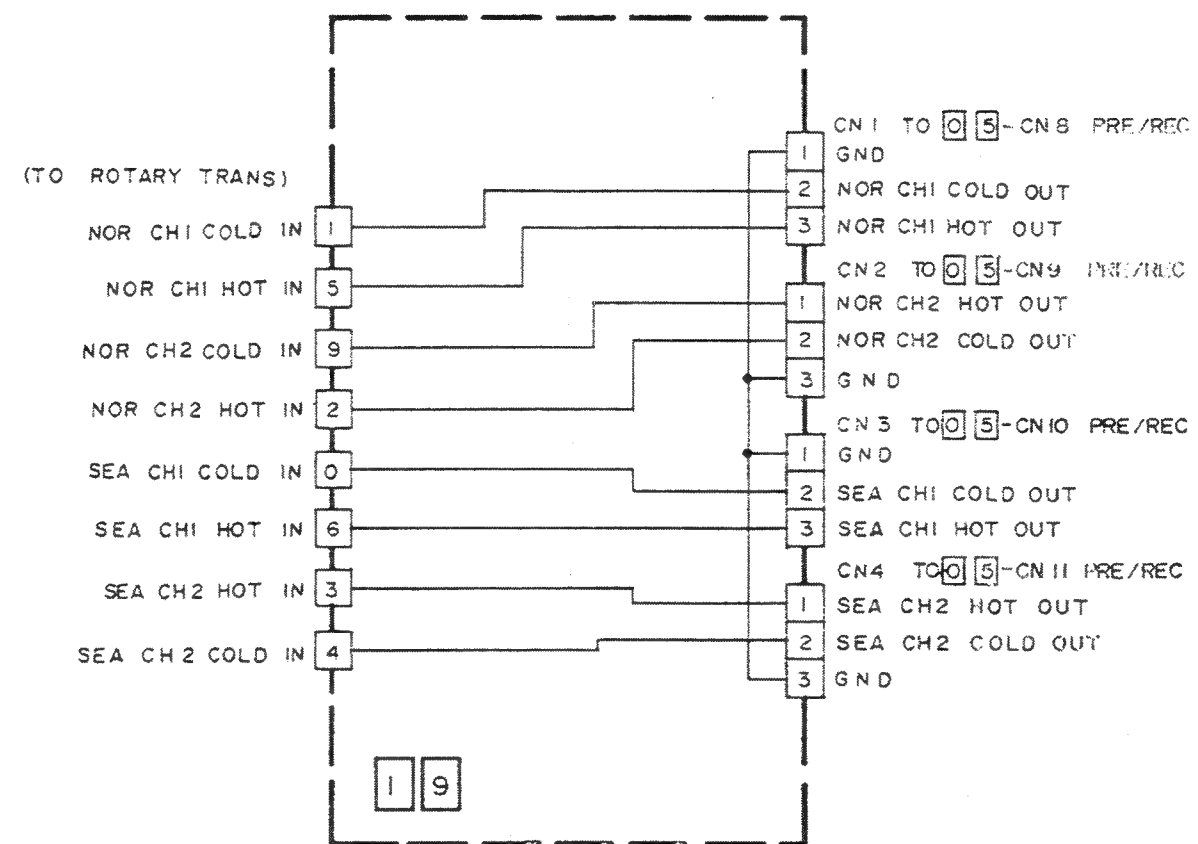 (TO ROTARY TRANS)
NOR CH1 COLD IN 1
NOR CH1 HOT IN 5
NOR CH2 COLD IN 9
NOR CH2 HOT IN 2
SEA CH1 COLD IN 0
SEA CH1 HOT IN 6
SEA CH2 HOT IN 3
SEA CH2 COLD IN 4
CN1 TO 0 5-CN8 PRE/REC
1 GND
2 NOR CH1 COLD OUT
3 NOR CH1 HOT OUT
CN2 TO 0 5-CN9 PRE/REC
1 NOR CH2 HOT OUT
2 NOR CH2 COLD OUT
3 GND
CN3 TO 0 5-CN10 PRE/REC
1 GND
2 SEA CH1 COLD OUT
3 SEA CH1 HOT OUT
CN4 TO 0 5-CN11 PRE/REC
1 SEA CH2 HOT OUT
2 SEA CH2 COLD OUT
3 GND
1 9